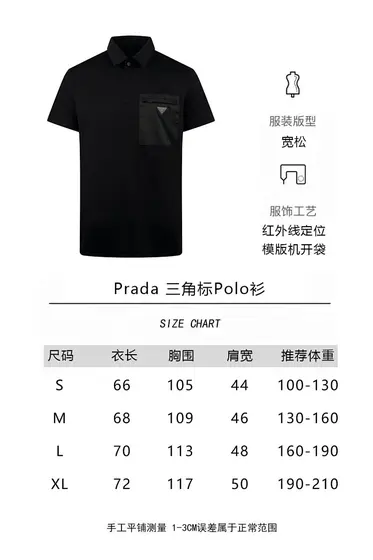 服装版型
宽松
服饰工艺
红外线定位
模版机开袋
Prada 三角标Polo衫
SIZE CHART
尺码 衣长 胸围 肩宽 推荐体重
S 66 105 44 100-130
M 68 109 46 130-160
L 70 113 48 160-190
XL 72 117 50 190-210
手工平铺测量 1-3CM误差属于正常范围